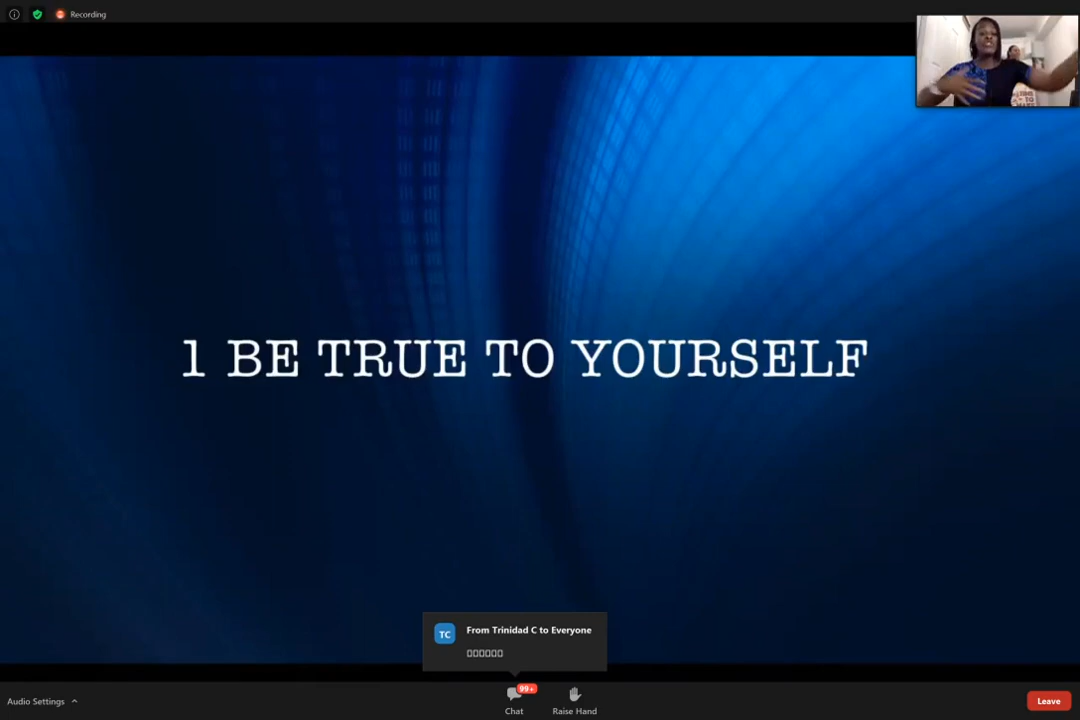 Recording
1 BE TRUE TO YOURSELF
TC
From Trinidad C to Everyone
99+
Audio Settings
Chat
Raise Hand
Leave